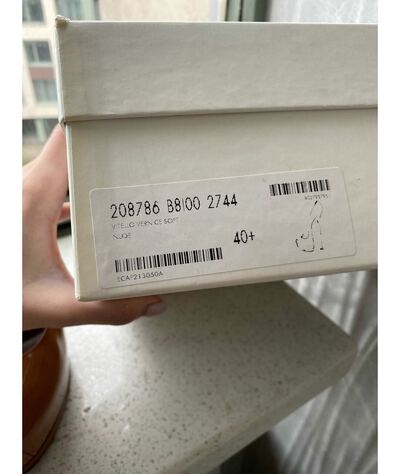 208786 B8I00 2744
VITELLO VERNICE SOFT
NUDE
40+
ECAP213050A